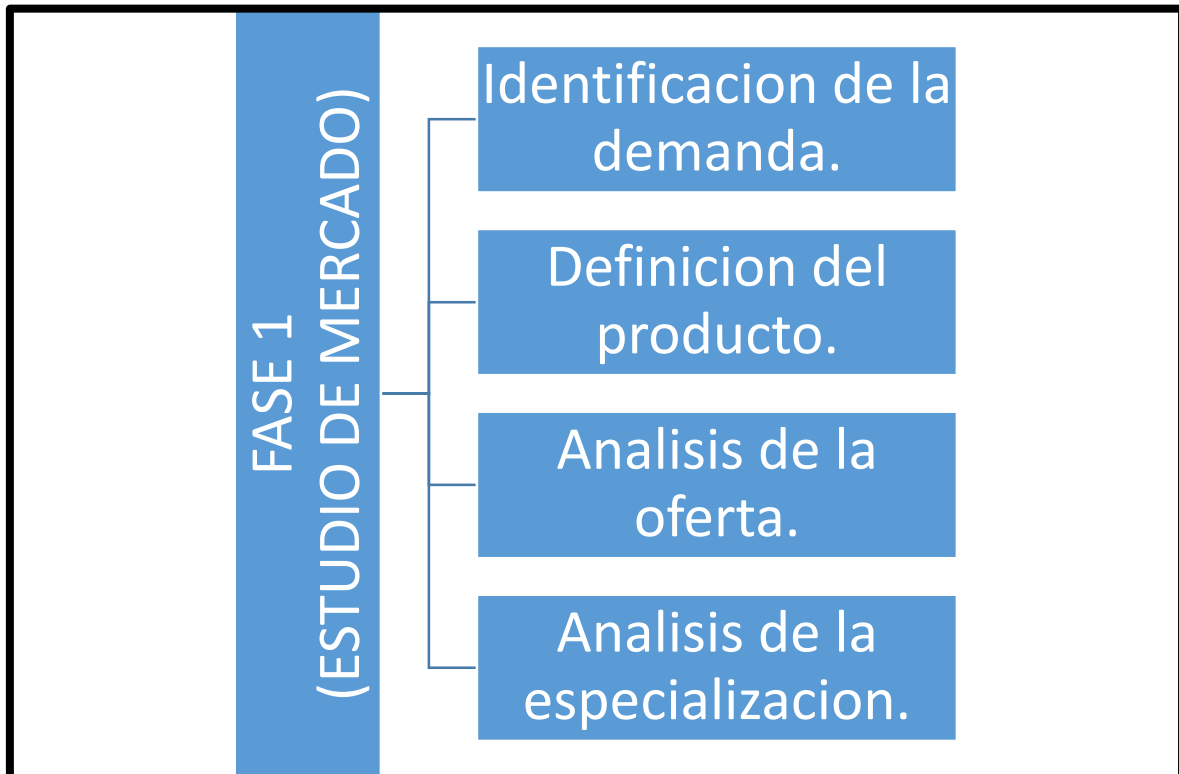 FASE 1
(ESTUDIO DE MERCADO)
Identificacion de la
demanda.
Definicion del
producto.
Analisis de la
oferta.
Analisis de la
especializacion.